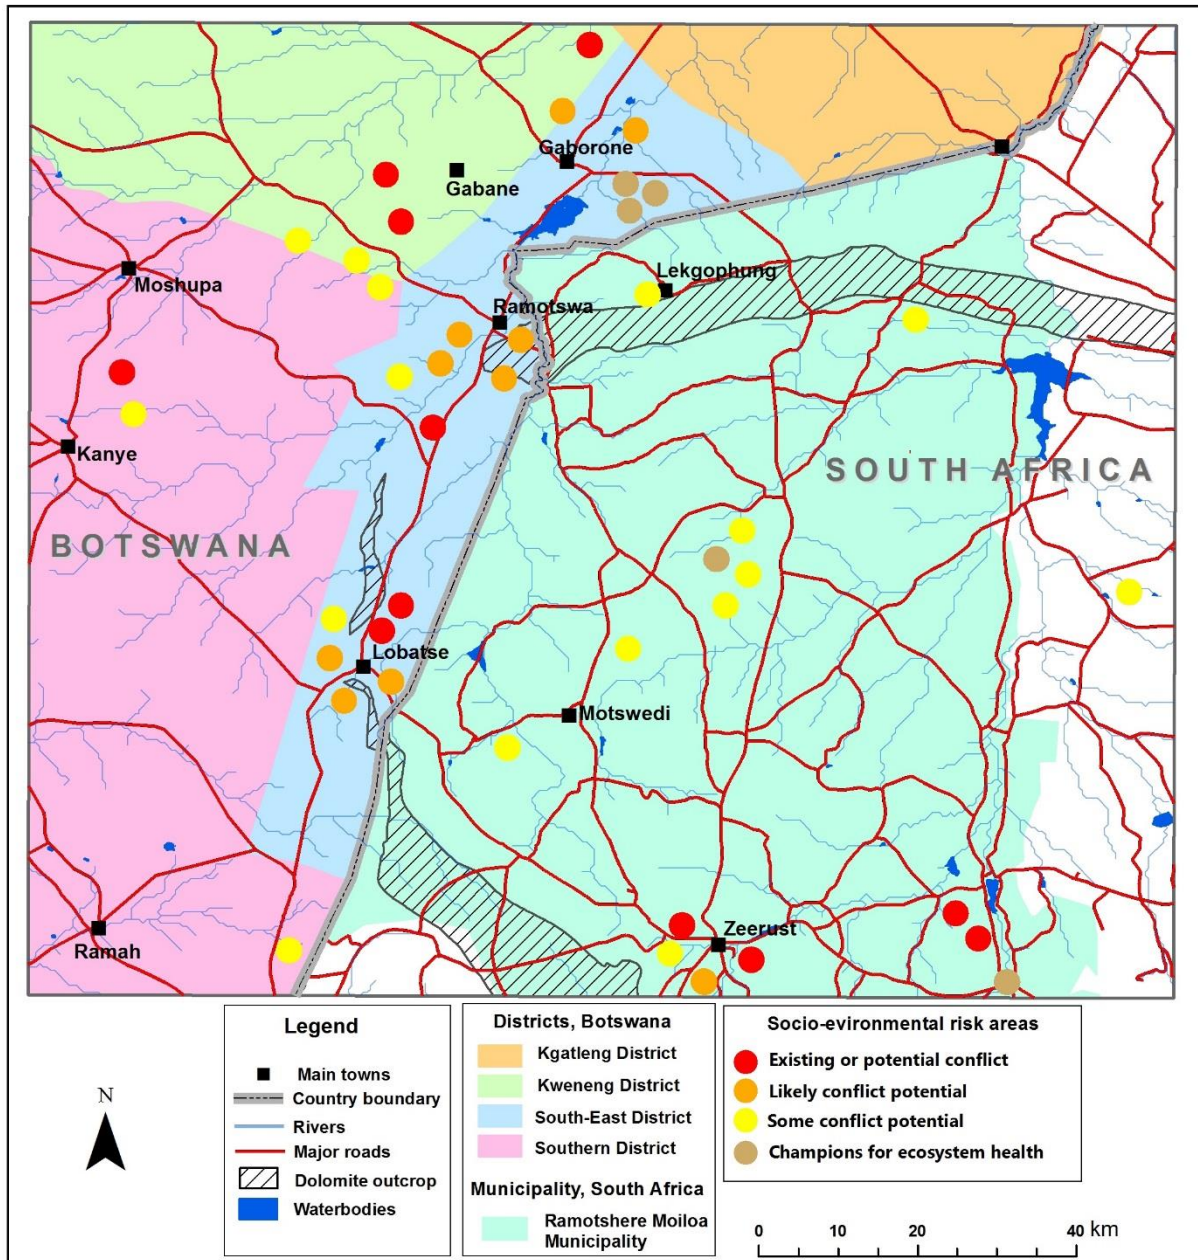 Gaborone
Gabane
Lekgophung
Moshupa
Ramotswa
Kanye
SOUTH AFRICA
BOTSWANA
Lobatse
Motswedi
Zeerust
Ramah
N
Legend
Main towns
Country boundary
Rivers
Major roads
Dolomite outcrop
Waterbodies
Districts, Botswana
Kgatleng District
Kweneng District
South-East District
Southern District
Municipality, South Africa
Ramotshere Moiloa
Municipality
Socio-evironmental risk areas
Existing or potential conflict
Likely conflict potential
Some conflict potential
Champions for ecosystem health
0 10 20 40 km